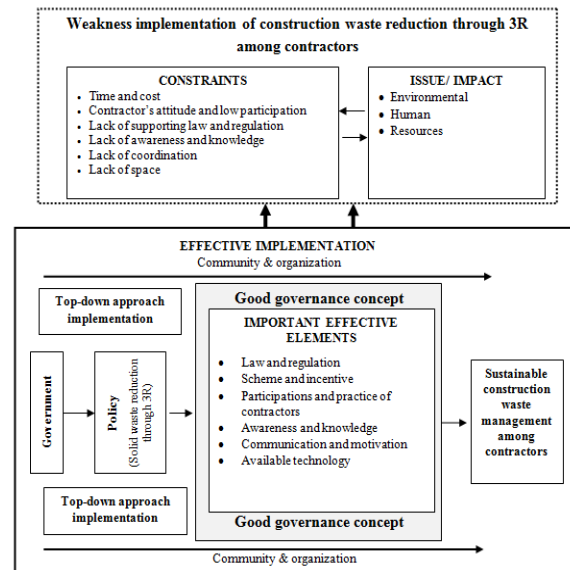 Weakness implementation of construction waste reduction through 3R
among contractors
CONSTRAINTS
• Time and cost
• Contractor's attitude and low participation
• Lack of supporting law and regulation
• Lack of awareness and knowledge
• Lack of coordination
• Lack of space
ISSUE/ IMPACT
• Environmental
• Human
• Resources
EFFECTIVE IMPLEMENTATION
Community & organization
Top-down approach
implementation
Government
Policy
(Solid waste reduction
through 3R)
Top-down approach
implementation
Good governance concept
IMPORTANT EFFECTIVE
ELEMENTS
• Law and regulation
• Scheme and incentive
• Participations and practice of
contractors
• Awareness and knowledge
• Communication and motivation
• Available technology
Good governance concept
Sustainable
construction
waste
management
among
contractors
Community & organization